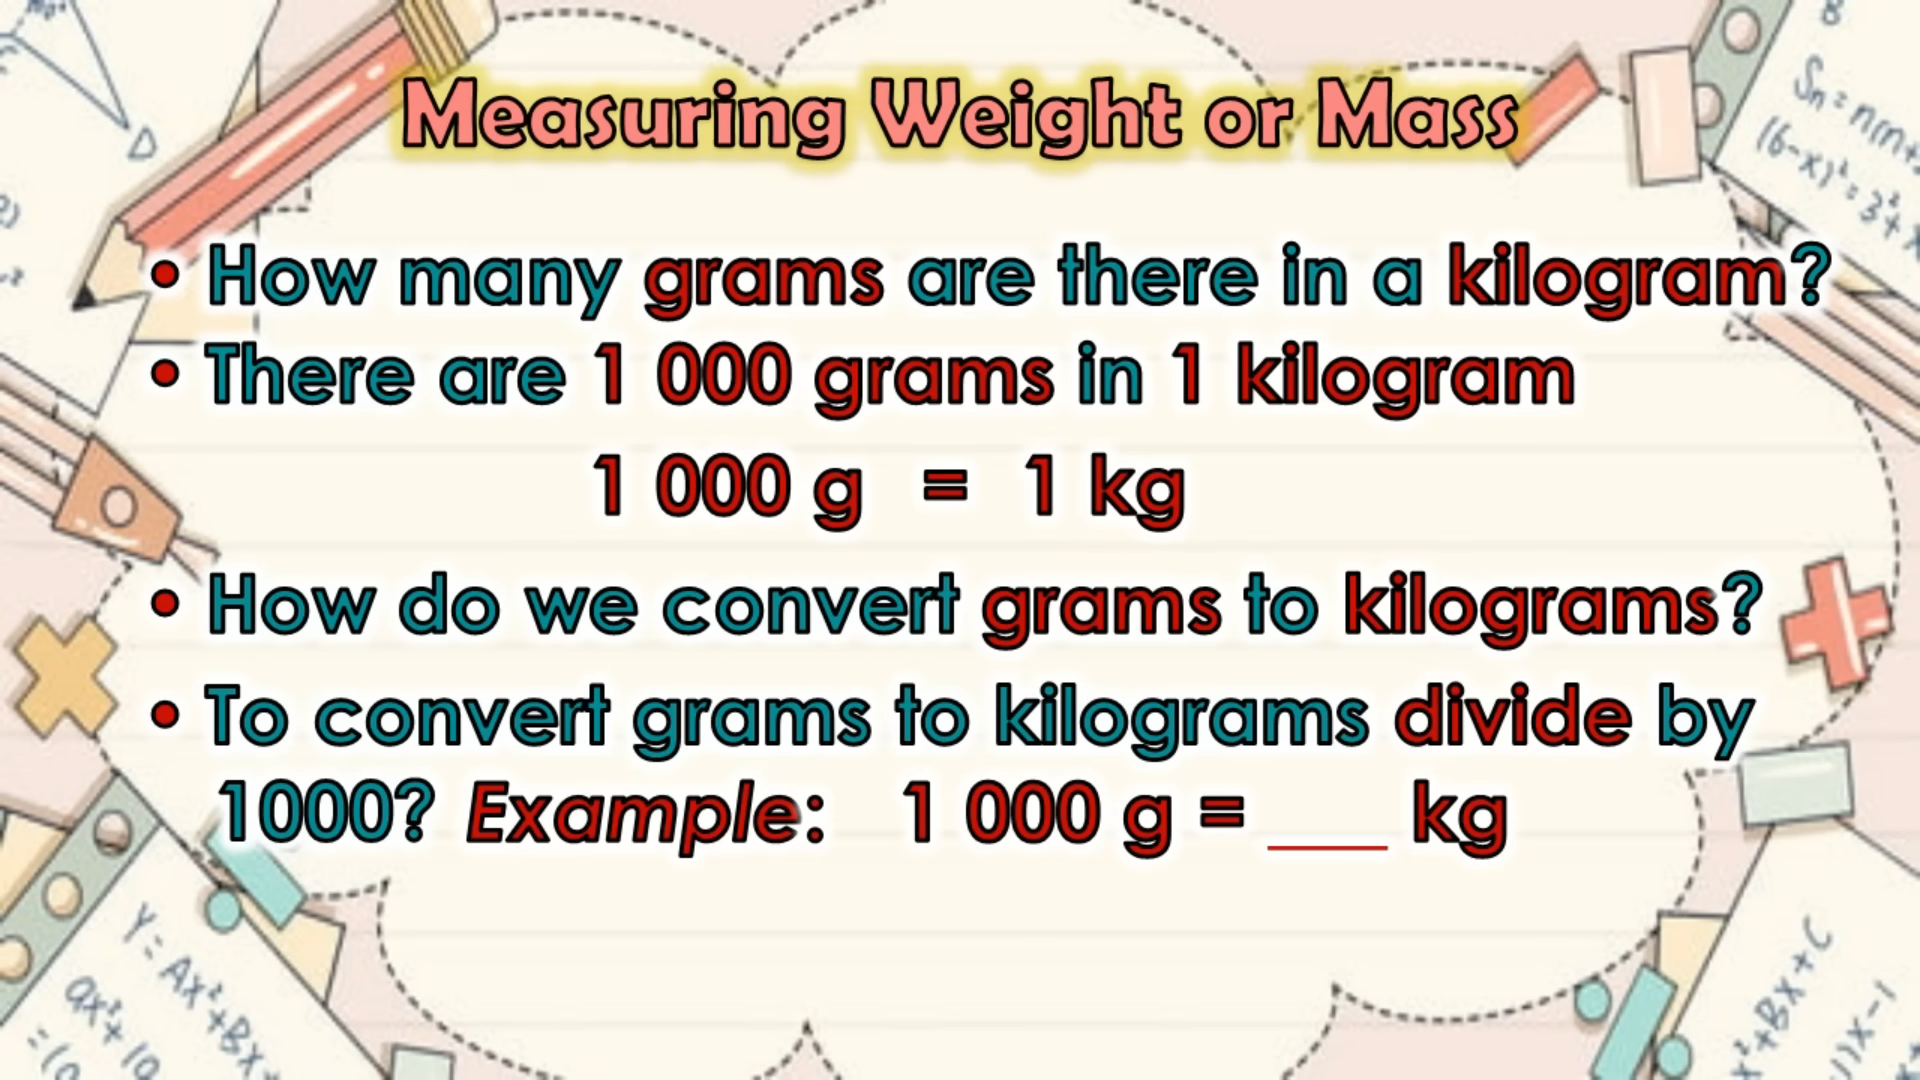 Measuring Weight or Mass
• How many grams are there in a kilogram?
• There are 1 000 grams in 1 kilogram
1 000 g = 1 kg
• How do we convert grams to kilograms?
• To convert grams to kilograms divide by
1000? Example: 1 000 g = ___ kg
B
D
Y = Ax²+Bx+